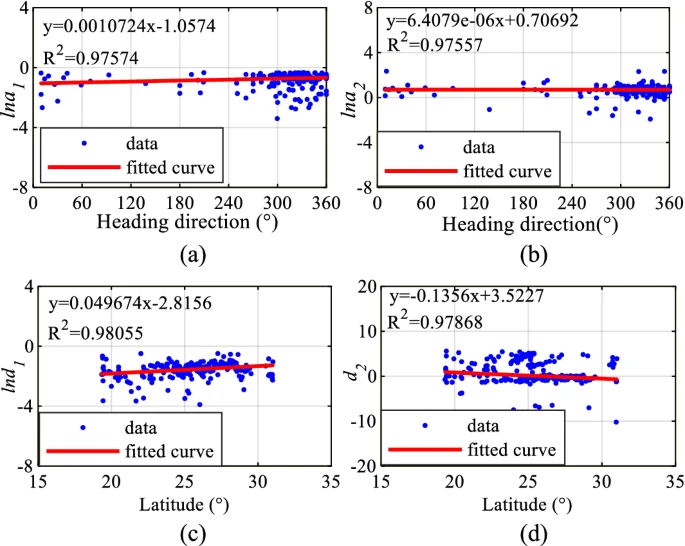 y=0.0010724x-1.0574
R²=0.97574
lna₁
4
0
-4
-8
data
fitted curve
0 60 120 180 240 300 360
Heading direction (°)
(a)
y=6.4079e-06x+0.70692
R²=0.97557
lna₂
8
4
0
-4
-8
data
fitted curve
0 60 120 180 240 300 360
Heading direction(°)
(b)
y=0.049674x-2.8156
R²=0.98055
lnd₁
4
0
-4
-8
data
fitted curve
15 20 25 30 35
Latitude (°)
(c)
y=-0.1356x+3.5227
R²=0.97868
d₂
20
10
0
-10
-20
data
fitted curve
15 20 25 30 35
Latitude (°)
(d)